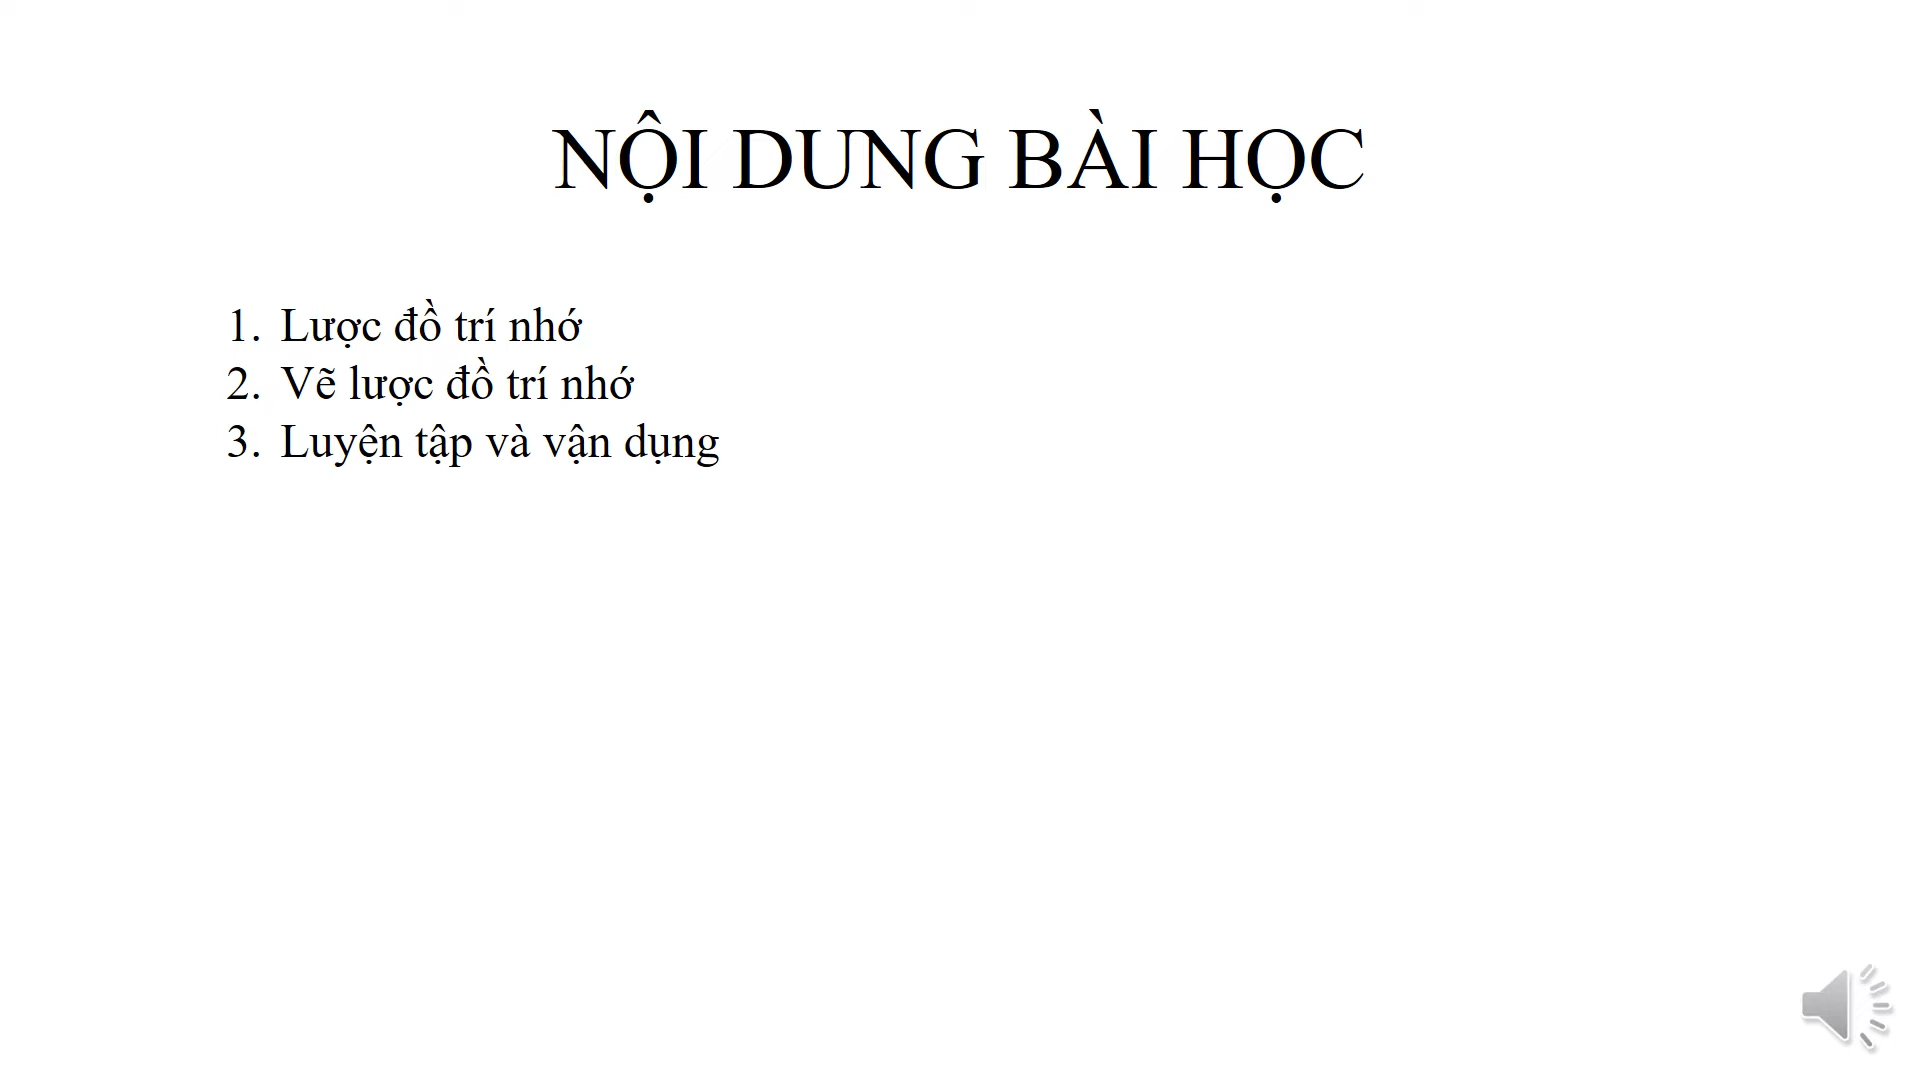 NỘI DUNG BÀI HỌC
1. Lược đồ trí nhớ
2. Vẽ lược đồ trí nhớ
3. Luyện tập và vận dụng